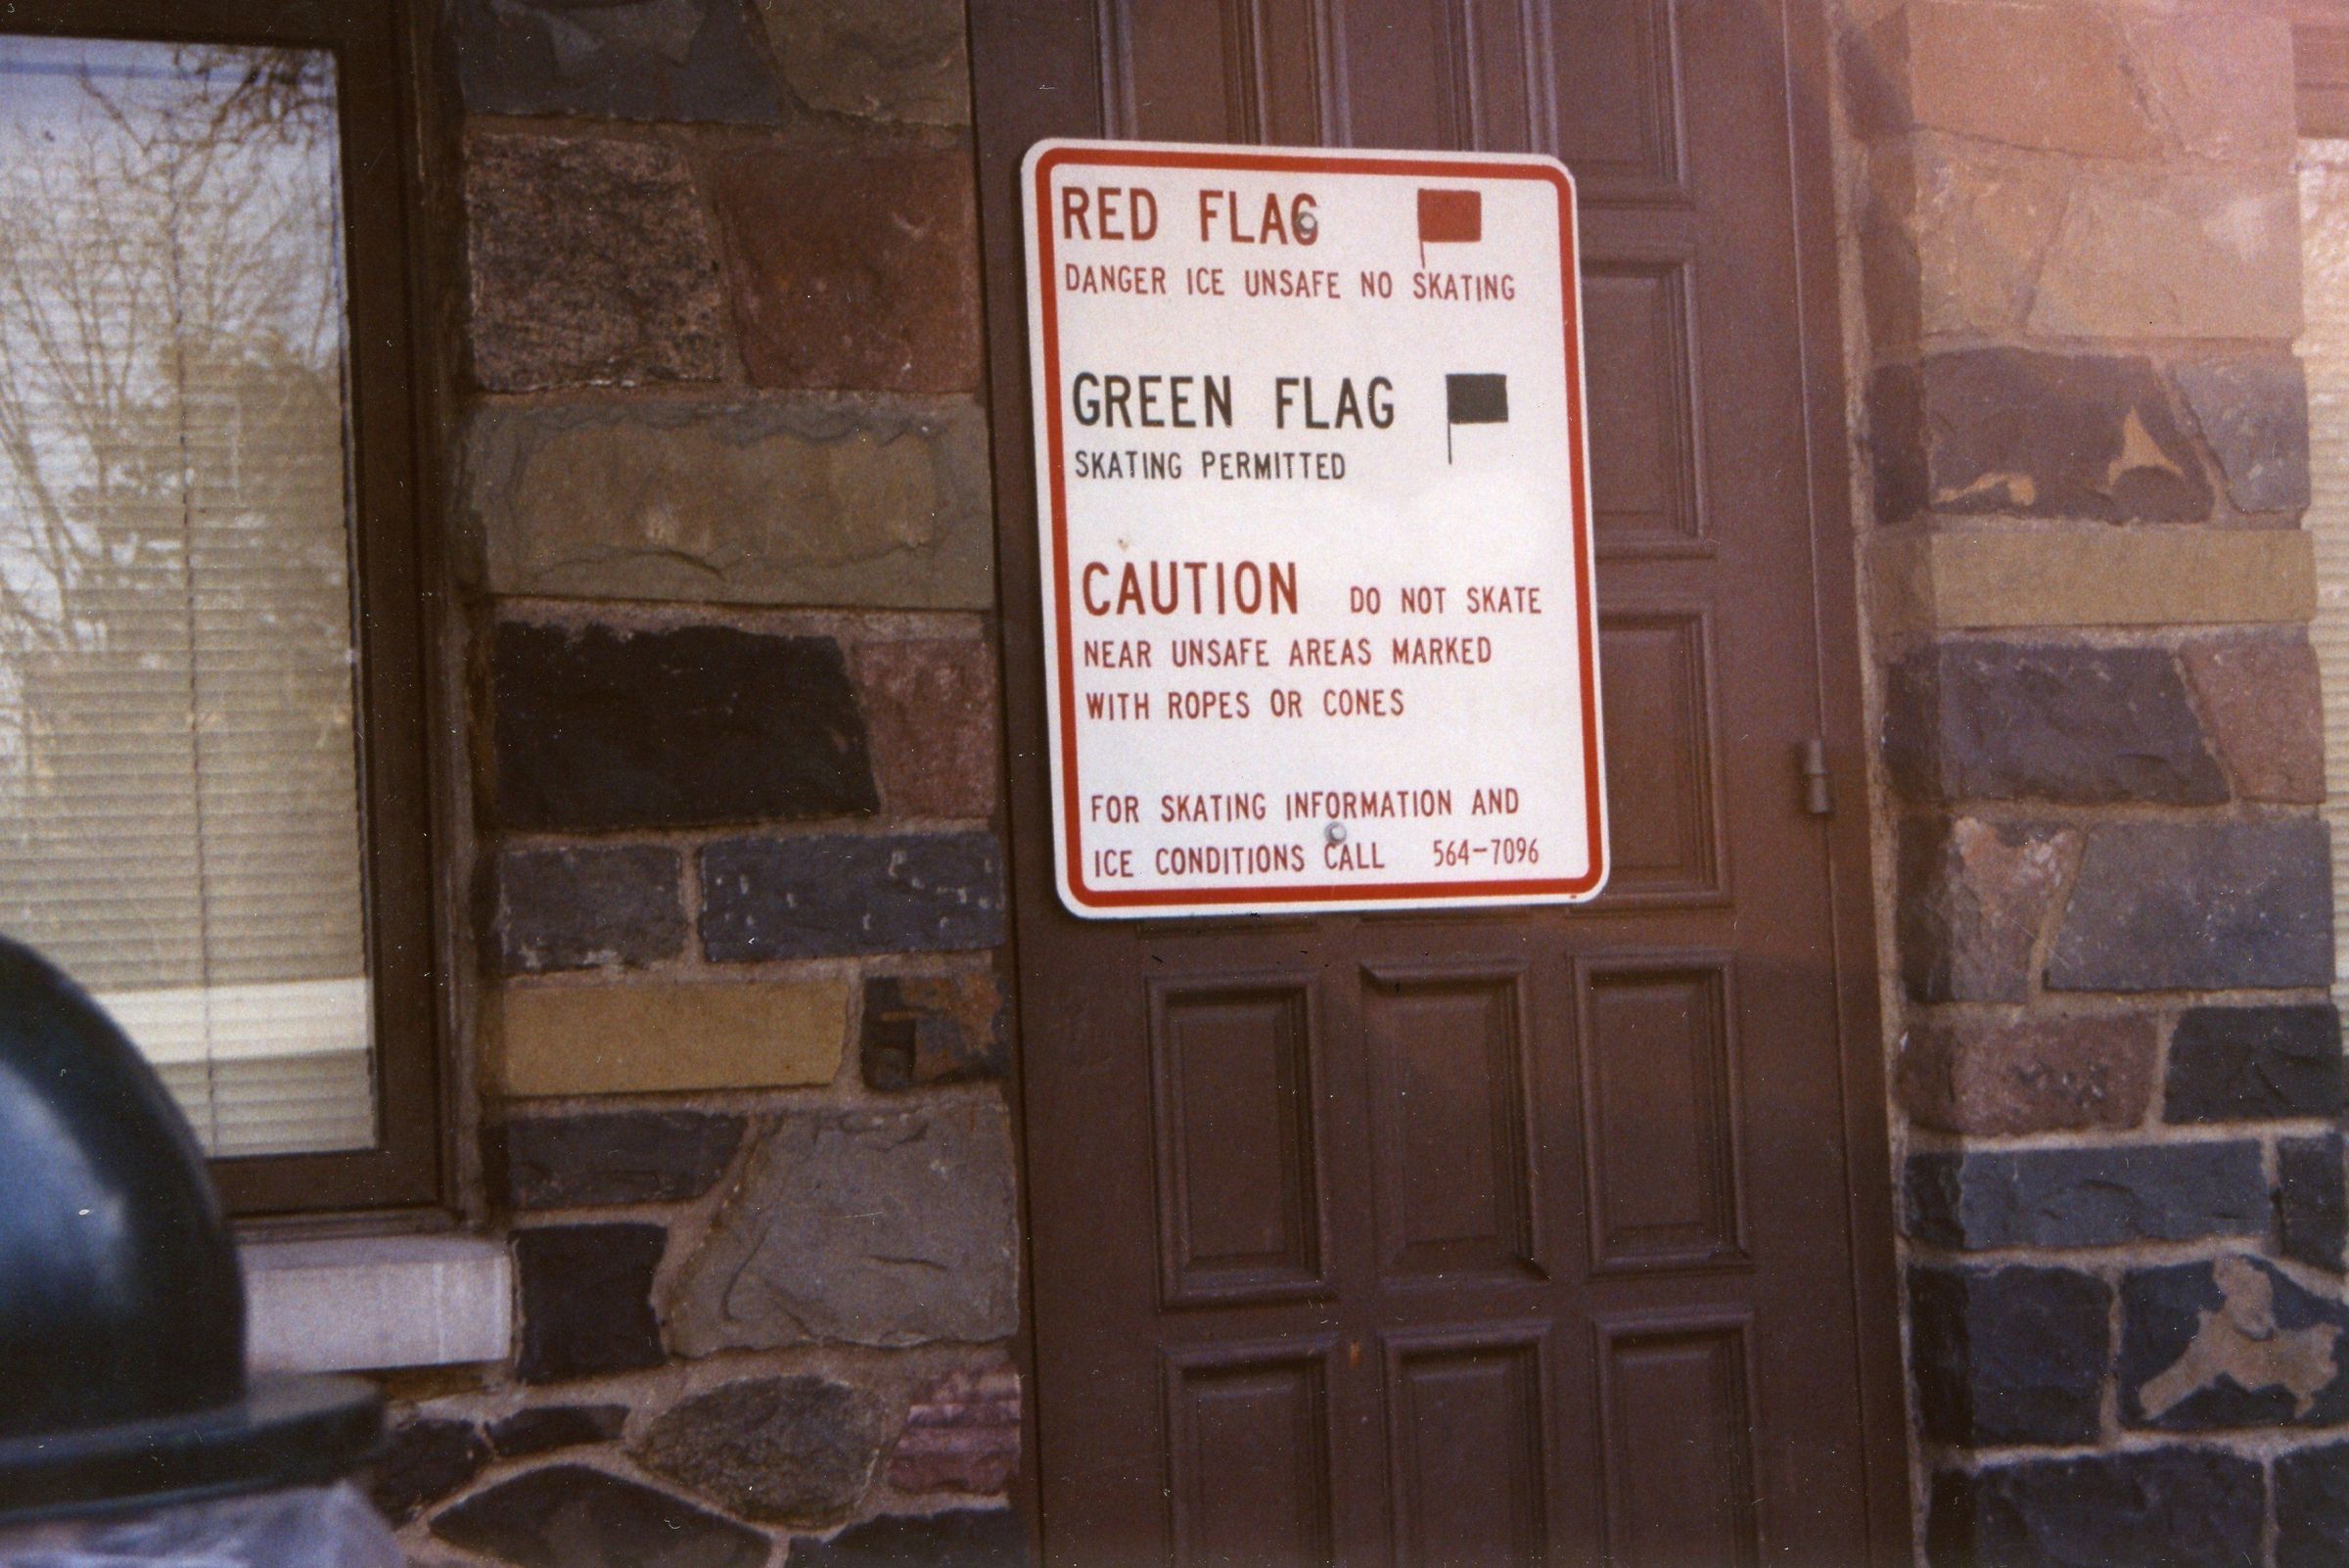 RED FLAG
DANGER ICE UNSAFE NO SKATING
GREEN FLAG
SKATING PERMITTED
CAUTION DO NOT SKATE
NEAR UNSAFE AREAS MARKED
WITH ROPES OR CONES
FOR SKATING INFORMATION AND
ICE CONDITIONS CALL 564-7096